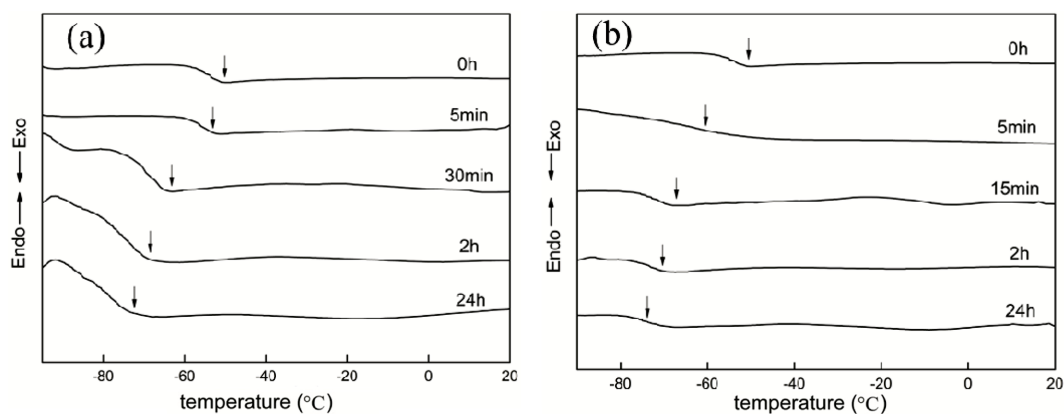 (a)
0h
5min
30min
2h
24h
Endo → ← Exo
-80 -60 -40 -20 0 20
temperature (°C)
(b)
0h
5min
15min
2h
24h
Endo → ← Exo
-80 -60 -40 -20 0 20
temperature (°C)